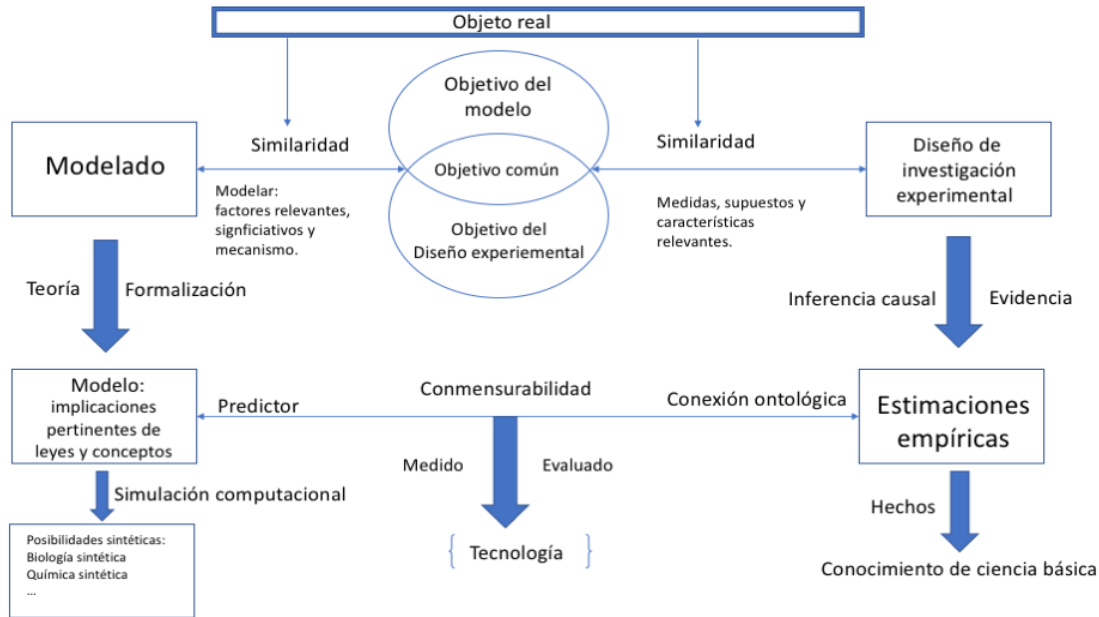 Objeto real
Objetivo del
modelo
Similaridad
Similaridad
Modelado
Objetivo común
Diseño de
investigación
experimental
Modelar:
factores relevantes,
signficiativos y
mecanismo.
Medidas, supuestos y
características
relevantes.
Objetivo del
Diseño experiemental
Teoría
Formalización
Inferencia causal
Evidencia
Modelo:
implicaciones
pertinentes de
leyes y conceptos
Predictor
Conmensurabilidad
Conexión ontológica
Estimaciones
empíricas
Medido
Evaluado
Simulación computacional
Hechos
Posibilidades sintéticas:
Biología sintética
Química sintética
...
{ Tecnología }
Conocimiento de ciencia básica